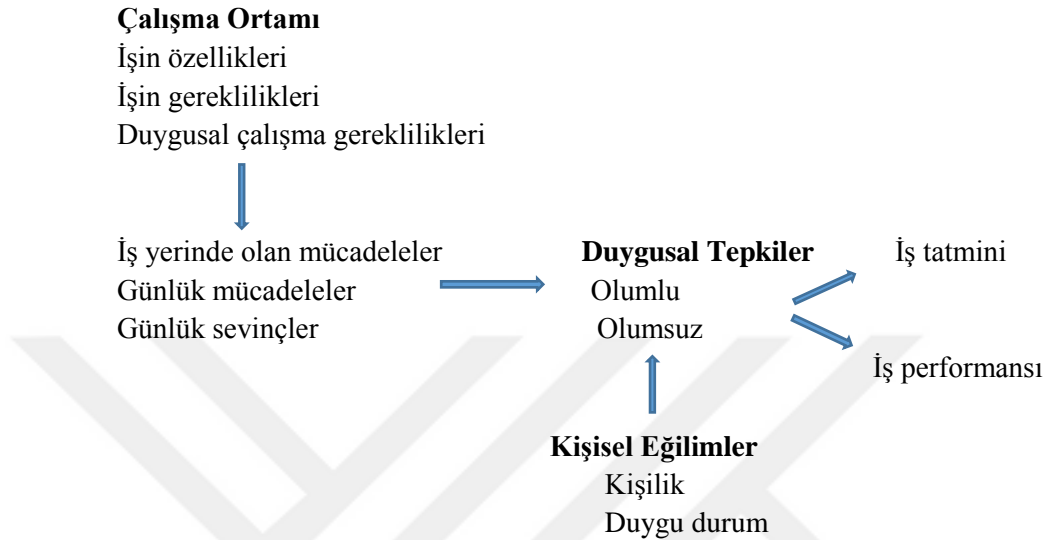 Çalışma Ortamı
İşin özellikleri
İşin gereklilikleri
Duygusal çalışma gereklilikleri
İş yerinde olan mücadeleler
Günlük mücadeleler
Günlük sevinçler
Duygusal Tepkiler
Olumlu
Olumsuz
İş tatmini
İş performansı
Kişisel Eğilimler
Kişilik
Duygu durum